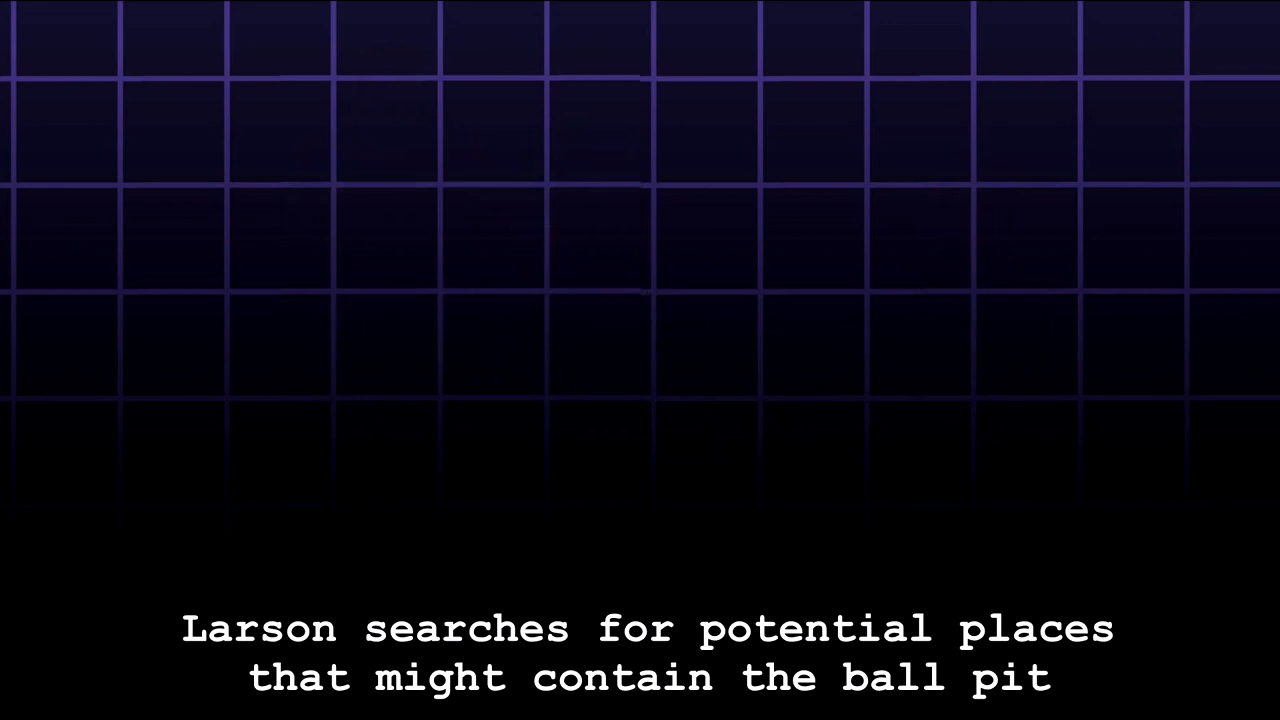 Larson searches for potential places
that might contain the ball pit